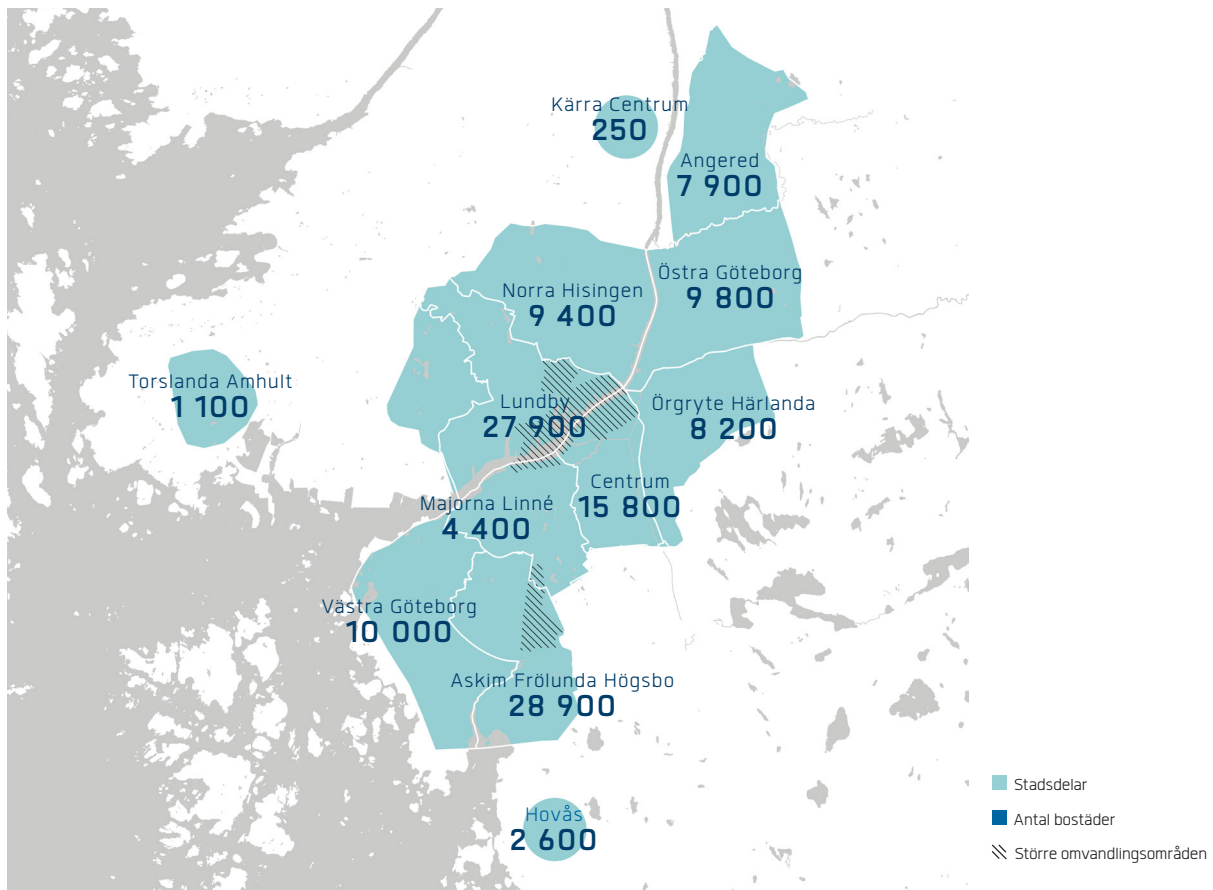 Kärra Centrum
250
Angered
7 900
Östra Göteborg
9 800
Norra Hisingen
9 400
Torslanda Amhult
1 100
Lundby
27 900
Örgryte Härlanda
8 200
Centrum
15 800
Majorna Linné
4 400
Västra Göteborg
10 000
Askim Frölunda Högsbo
28 900
Hovås
2 600
Stadsdelar
Antal bostäder
Större omvandlingsområden